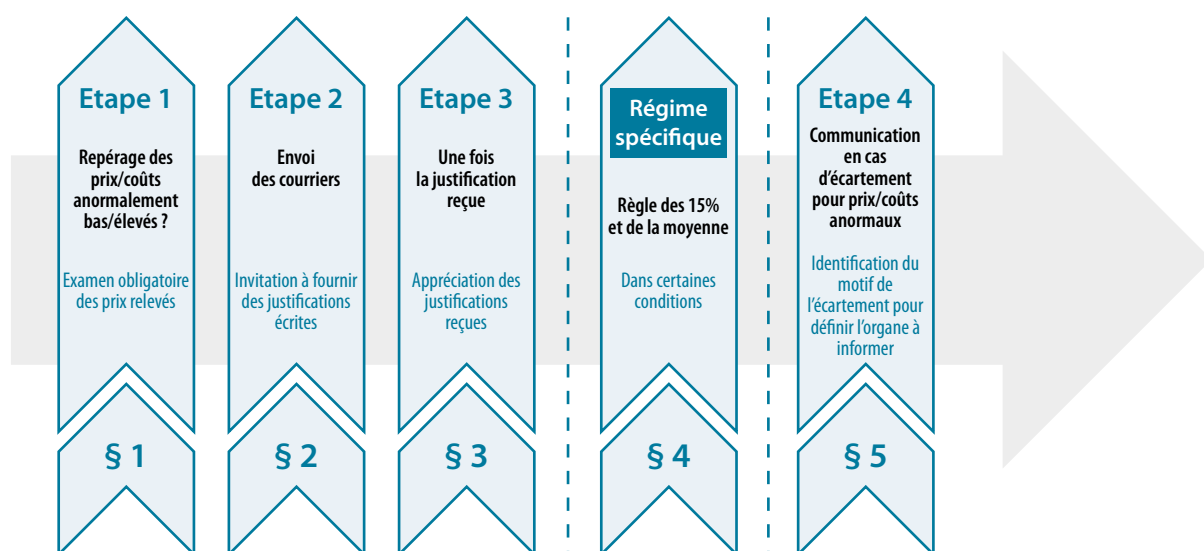 Etape 1
Repérage des
prix/coûts
anormalement
bas/élevés ?
Examen obligatoire
des prix relevés
§ 1
Etape 2
Envoi
des courriers
Invitation à fournir
des justifications
écrites
§ 2
Etape 3
Une fois
la justification
reçue
Appréciation des
justifications
reçues
§ 3
Régime
spécifique
Règle des 15%
et de la moyenne
Dans certaines
conditions
§ 4
Etape 4
Communication
en cas
d'écartement
pour prix/coûts
anormaux
Identification du
motif de
l'écartement pour
définir l'organe à
informer
§ 5